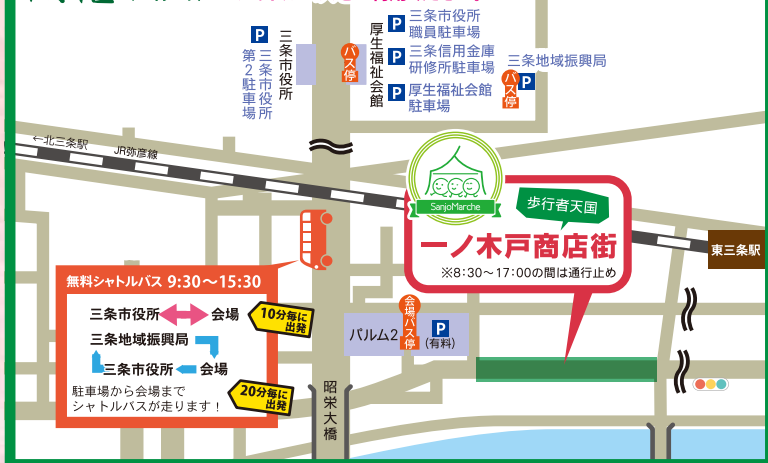 P
三条市役所
第2駐車場
三条市役所
バス停
厚生福祉会館
P 三条市役所
職員駐車場
P 三条信用金庫
研修所駐車場
P 厚生福祉会館
駐車場
三条地域振興局
バス停
P
←北三条駅
JR弥彦線
SanjoMarche
歩行者天国
一ノ木戸商店街
※8:30〜17:00の間は通行止め
東三条駅
無料シャトルバス 9:30〜15:30
三条市役所 会場
10分毎に
出発
三条地域振興局
三条市役所 会場
20分毎に
出発
駐車場から会場まで
シャトルバスが走ります!
会場バス停
パルム2
P
(有料)
昭栄大橋